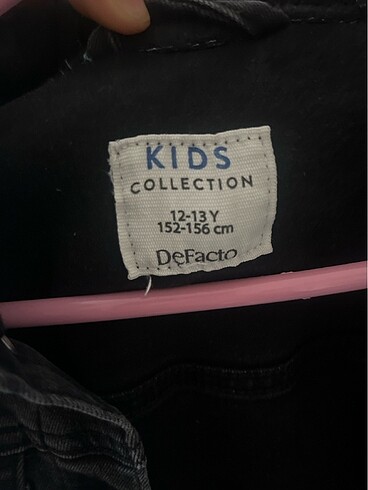 KIDS
COLLECTION
12-13 Y
152-156 cm
DeFacto